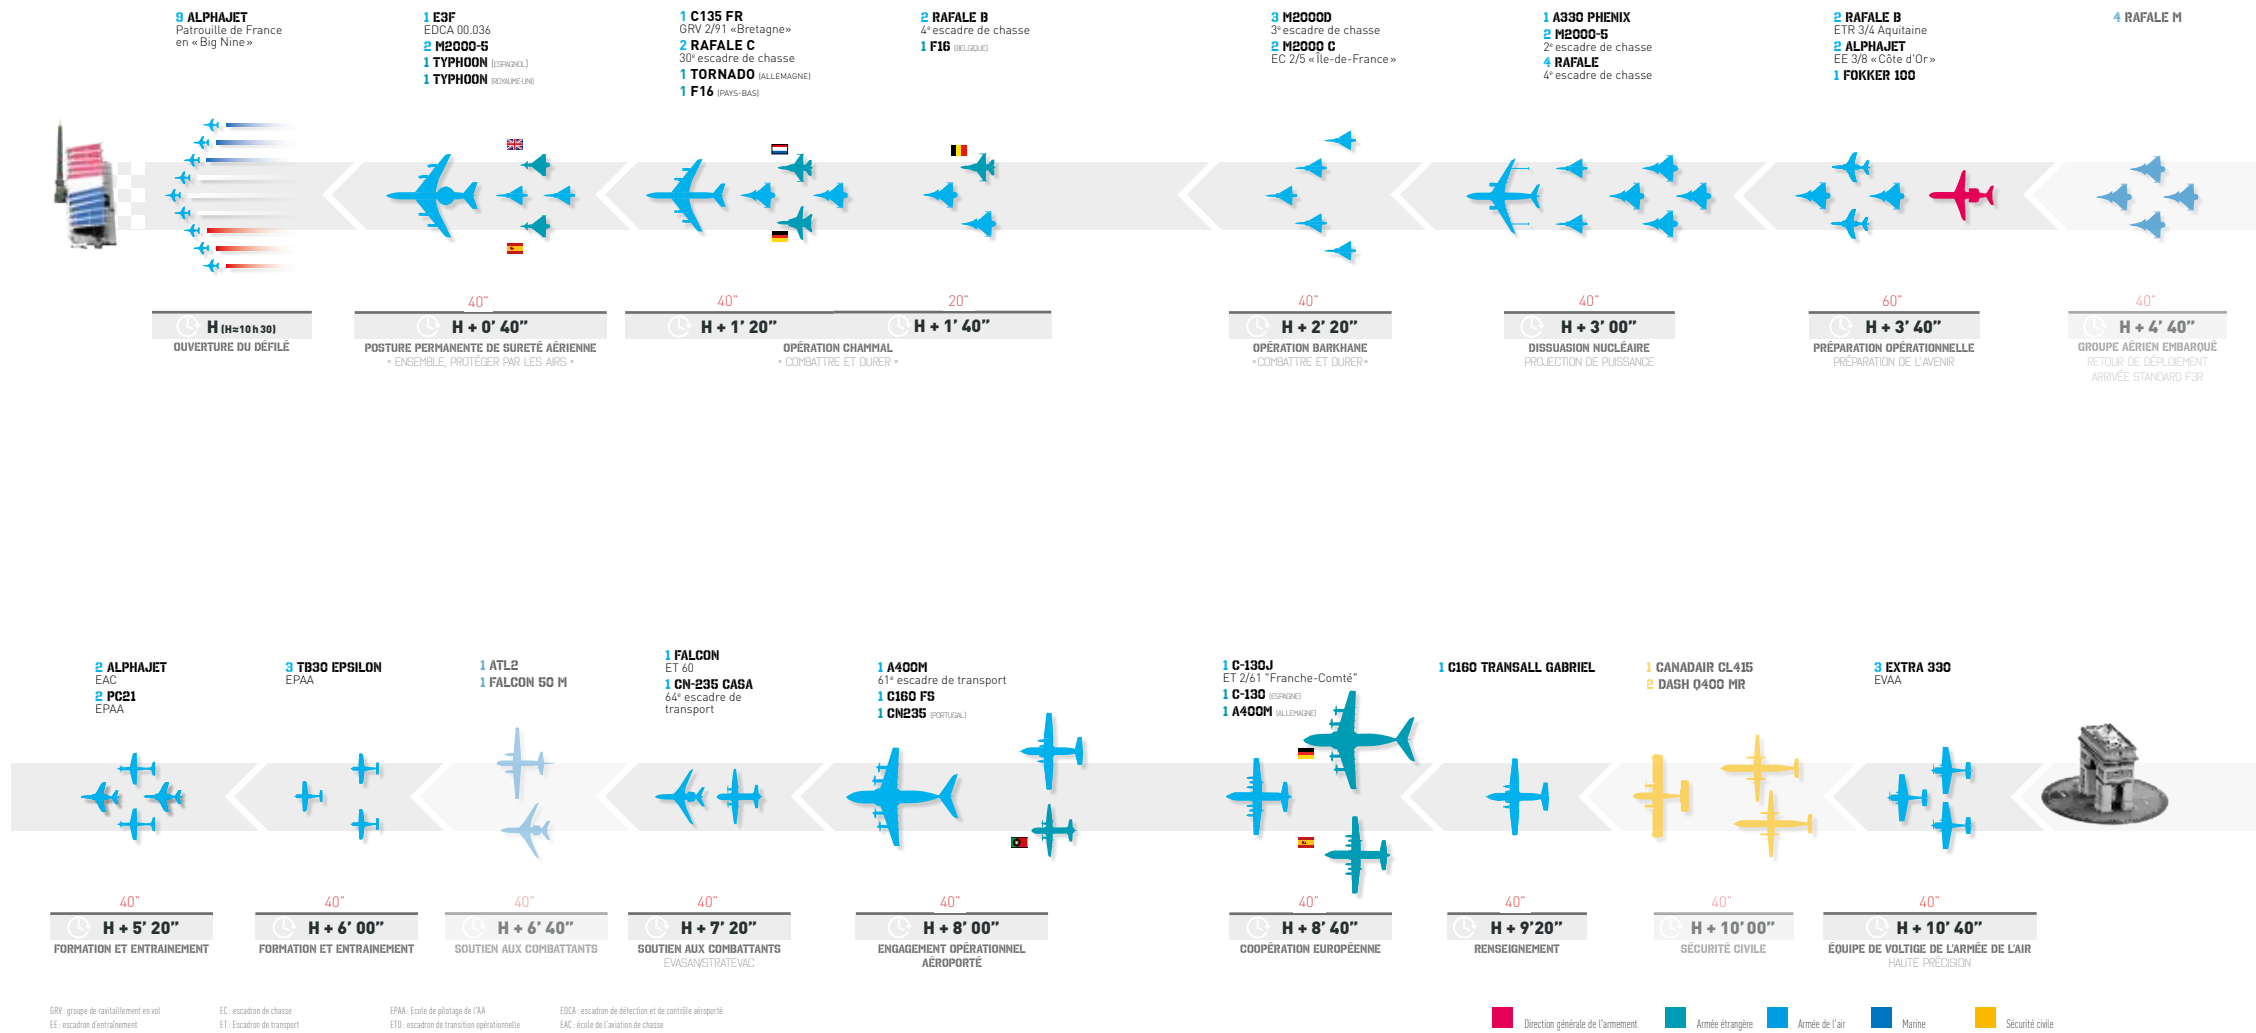 9 ALPHAJET
Patrouille de France
en « Big Nine »
1 E3F
EDCA 00.036
2 M2000-5
1 TYPHOON (ESPAGNOL)
1 TYPHOON (ROYAUME-UNI)
1 C135 FR
GRV 2/91 «Bretagne»
2 RAFALE C
30e escadre de chasse
1 TORNADO (ALLEMAGNE)
1 F16 (PAYS-BAS)
2 RAFALE B
4e escadre de chasse
1 F16 (BELGIQUE)
3 M2000D
3e escadre de chasse
2 M2000 C
EC 2/5 « Île-de-France »
1 A330 PHENIX
2 M2000-5
2e escadre de chasse
4 RAFALE
4e escadre de chasse
2 RAFALE B
ETR 3/4 Aquitaine
2 ALPHAJET
EE 3/8 « Côte d'Or »
1 FOKKER 100
4 RAFALE M
40"
40"
20"
40"
40"
60"
40"
H (H≈10 h 30)
OUVERTURE DU DÉFILÉ
H + 0' 40"
POSTURE PERMANENTE DE SURETÉ AÉRIENNE
« ENSEMBLE, PROTÉGER PAR LES AIRS »
H + 1' 20"
H + 1' 40"
OPÉRATION CHAMMAL
« COMBATTRE ET DURER »
H + 2' 20"
OPÉRATION BARKHANE
«COMBATTRE ET DURER»
H + 3' 00"
DISSUASION NUCLÉAIRE
PROJECTION DE PUISSANCE
H + 3' 40"
PRÉPARATION OPÉRATIONNELLE
PRÉPARATION DE L'AVENIR
H + 4' 40"
GROUPE AÉRIEN EMBARQUÉ
RETOUR DE DÉPLOIEMENT
ARRIVÉE STANDARD F3R
2 ALPHAJET
EAC
2 PC21
EPAA
3 TB30 EPSILON
EPAA
1 ATL2
1 FALCON 50 M
1 FALCON
ET 60
1 CN-235 CASA
64e escadre de
transport
1 A400M
61e escadre de transport
1 C160 FS
1 CN235 (PORTUGAL)
1 C-130J
ET 2/61 "Franche-Comté"
1 C-130 (ESPAGNE)
1 A400M (ALLEMAGNE)
1 C160 TRANSALL GABRIEL
1 CANADAIR CL415
2 DASH Q400 MR
3 EXTRA 330
EVAA
40"
40"
40"
40"
40"
40"
40"
40"
40"
H + 5' 20"
FORMATION ET ENTRAINEMENT
H + 6' 00"
FORMATION ET ENTRAINEMENT
H + 6' 40"
SOUTIEN AUX COMBATTANTS
H + 7' 20"
SOUTIEN AUX COMBATTANTS
EVASAN/STRATEVAC
H + 8' 00"
ENGAGEMENT OPÉRATIONNEL
AÉROPORTÉ
H + 8' 40"
COOPÉRATION EUROPÉENNE
H + 9'20"
RENSEIGNEMENT
H + 10' 00"
SÉCURITÉ CIVILE
H + 10' 40"
ÉQUIPE DE VOLTIGE DE L'ARMÉE DE L'AIR
HAUTE PRÉCISION
GRV : groupe de ravitaillement en vol
EE : escadron d'entraînement
EC : escadron de chasse
ET : Escadron de transport
EPAA : Ecole de pilotage de l'AA
ETO : escadron de transition opérationnelle
EDCA : escadron de détection et de contrôle aéroporté
EAC : école de l'aviation de chasse
Direction générale de l'armement
Armée étrangère
Armée de l'air
Marine
Sécurité civile